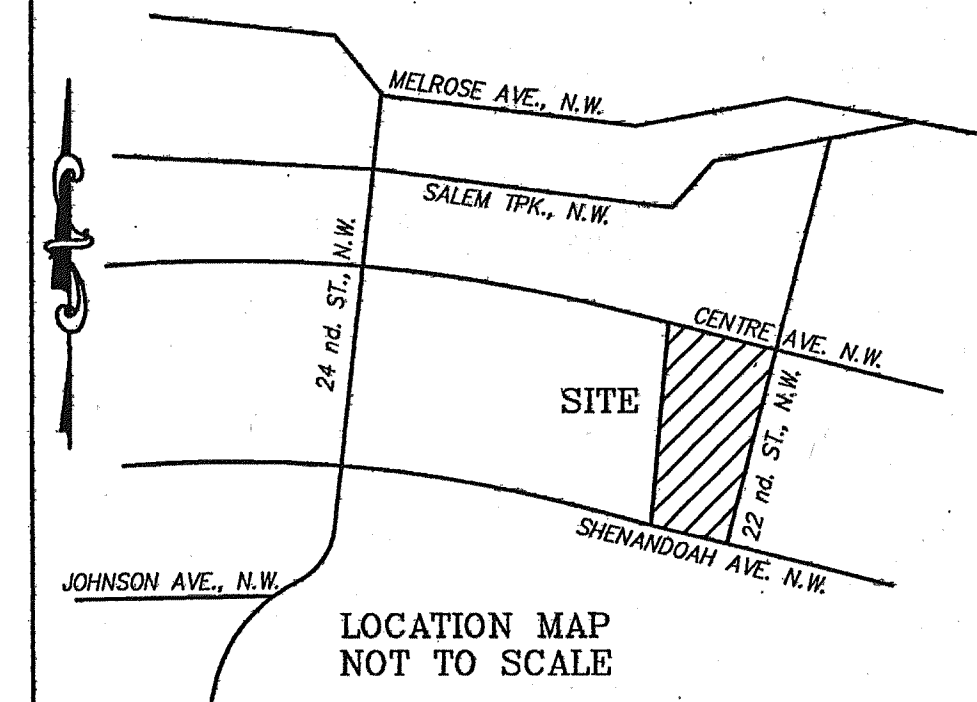 MELROSE AVE., N.W.
SALEM TPK., N.W.
24 nd. ST., N.W.
CENTRE AVE. N.W.
SITE
22 nd. ST., N.W.
SHENANDOAH AVE. N.W.
JOHNSON AVE., N.W.
LOCATION MAP
NOT TO SCALE